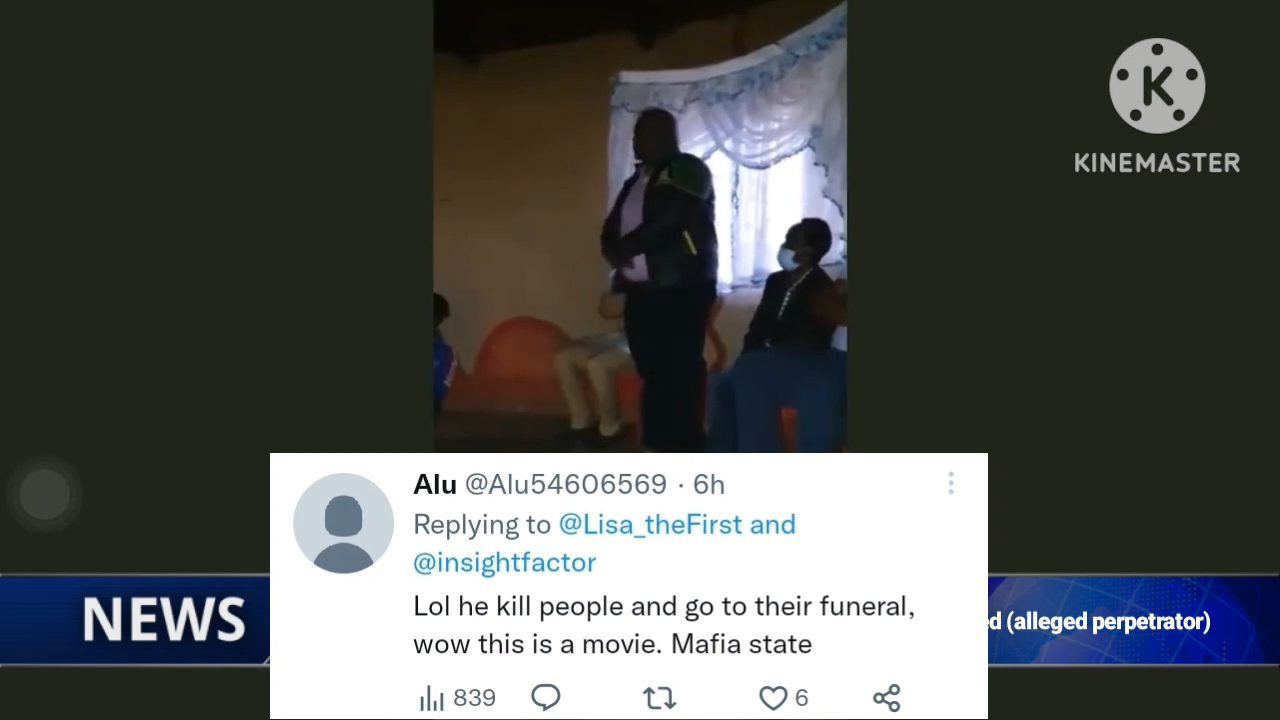 KINEMASTER
Alu @Alu54606569 · 6h
Replying to @Lisa_theFirst and
@insightfactor
Lol he kill people and go to their funeral,
wow this is a movie. Mafia state
839
6
NEWS
(alleged perpetrator)